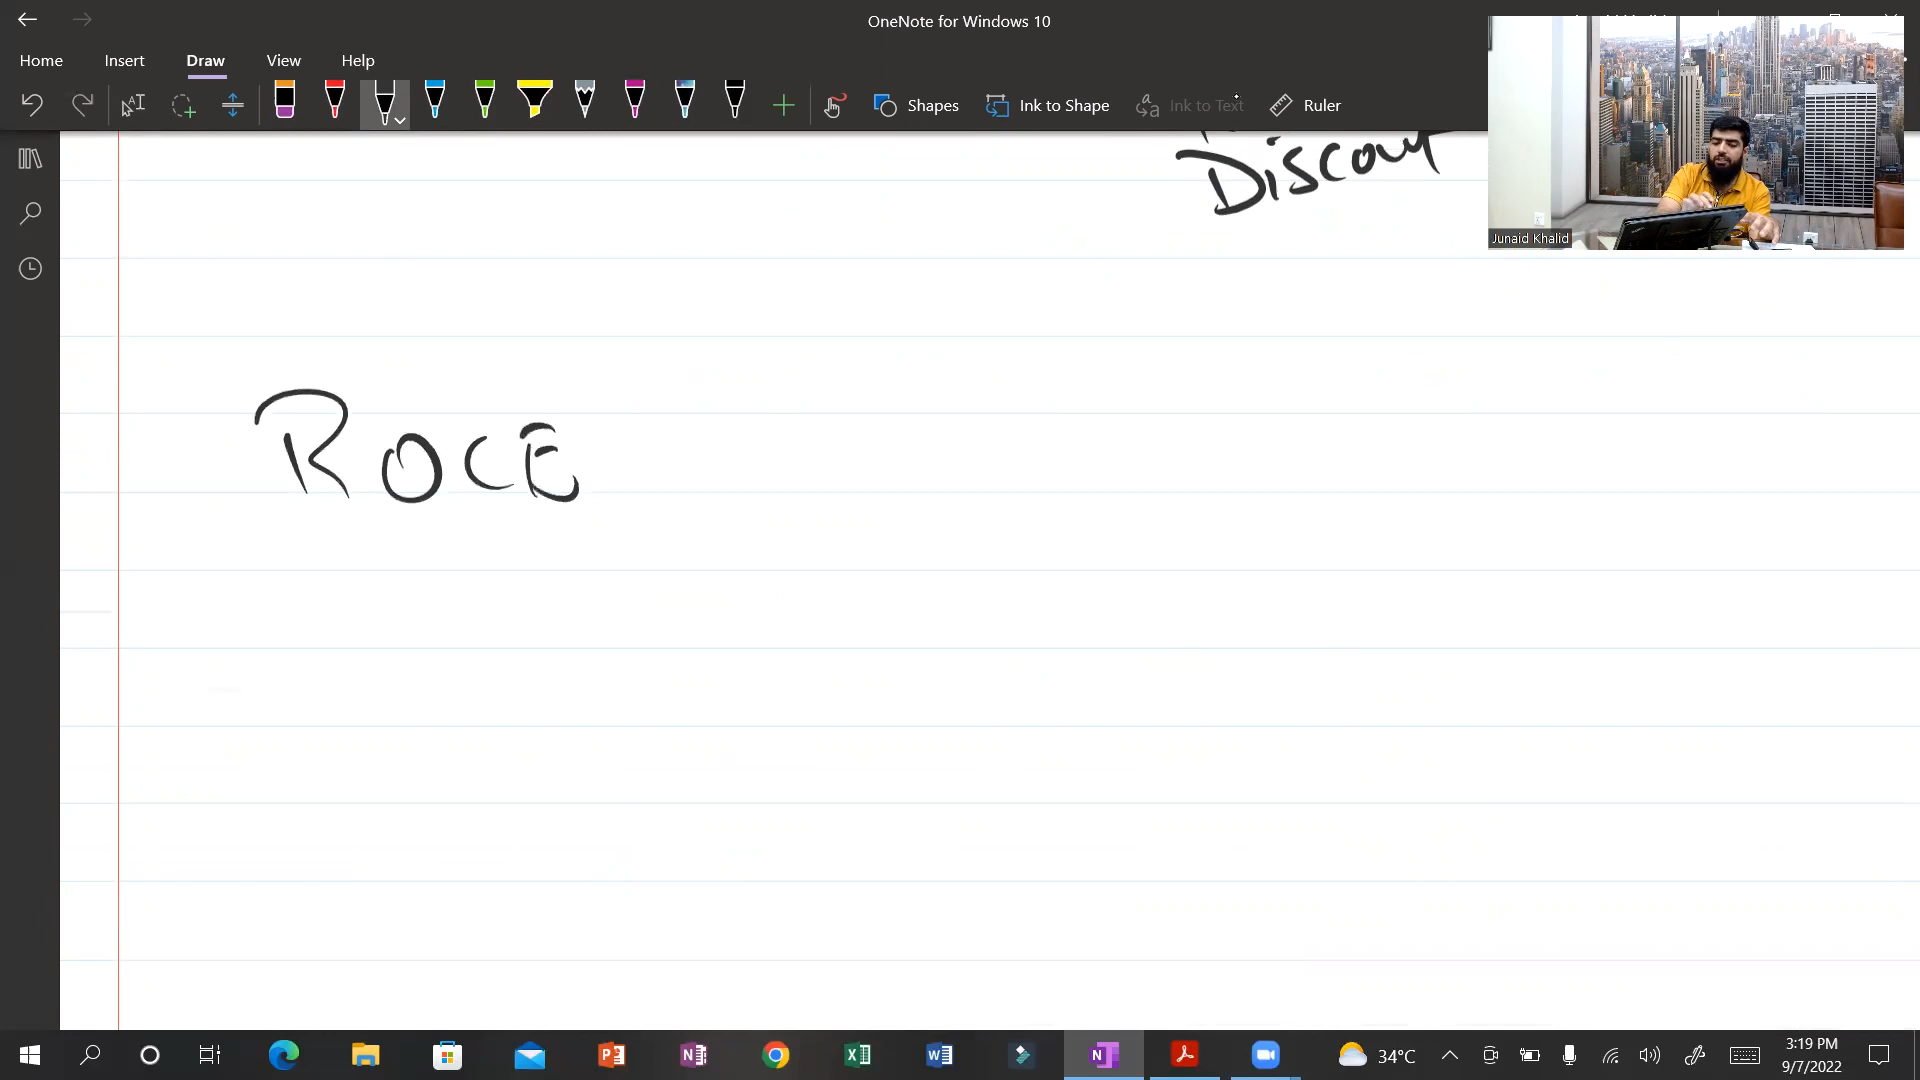 OneNote for Windows 10
Home Insert Draw View Help
Shapes Ink to Shape Ink to Text Ruler
Discout
Junaid Khalid
ROCE
34°C
3:19 PM
9/7/2022